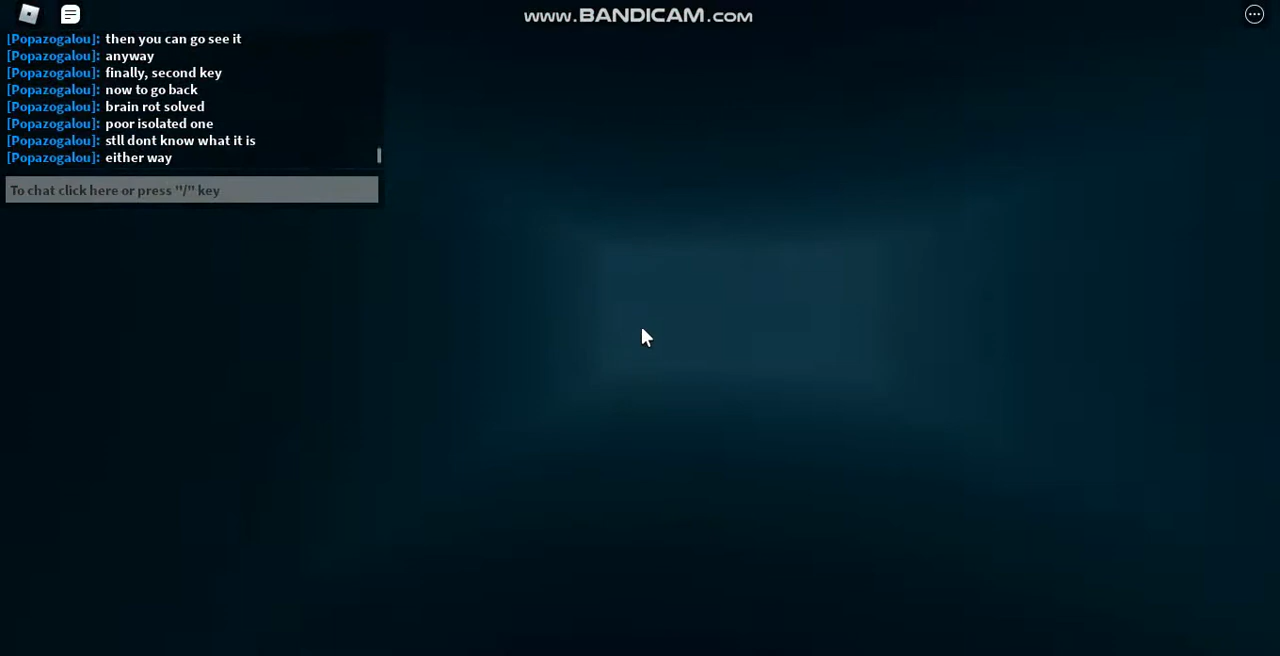 www.BANDICAM.com
[Popazogalou]: then you can go see it
[Popazogalou]: anyway
[Popazogalou]: finally, second key
[Popazogalou]: now to go back
[Popazogalou]: brain rot solved
[Popazogalou]: poor isolated one
[Popazogalou]: stll dont know what it is
[Popazogalou]: either way
To chat click here or press "/" key